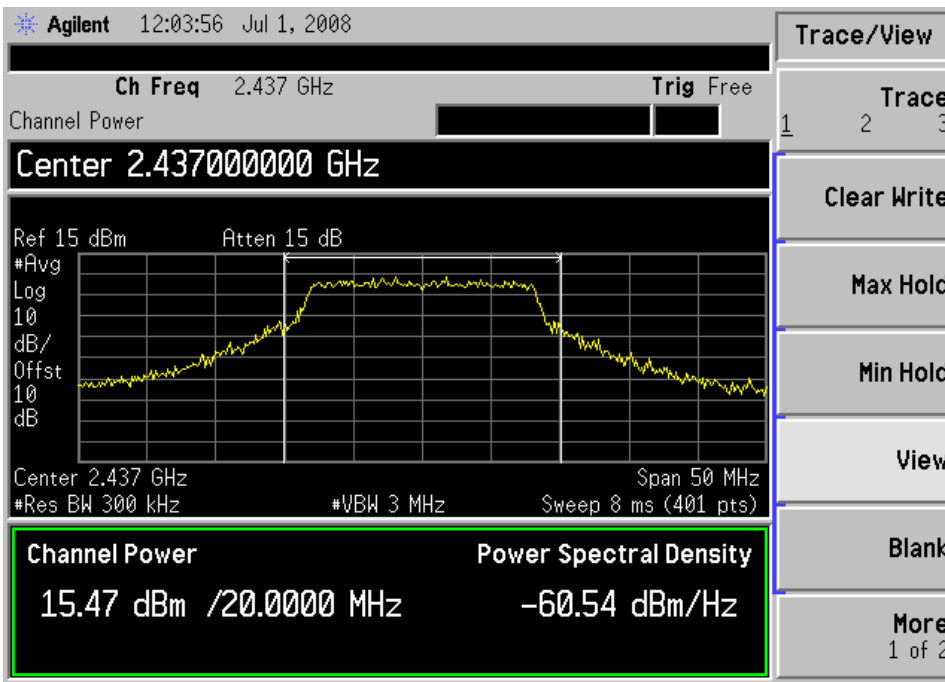 Agilent 12:03:56 Jul 1, 2008
Trace/View
Ch Freq 2.437 GHz Trig Free
Channel Power
Trace
1 2 3
Center 2.437000000 GHz
Clear Write
Ref 15 dBm Atten 15 dB
#Avg
Log
10
dB/
Offst
10
dB
Max Hold
Min Hold
View
Center 2.437 GHz Span 50 MHz
#Res BW 300 kHz #VBW 3 MHz Sweep 8 ms (401 pts)
Channel Power Power Spectral Density
15.47 dBm /20.0000 MHz -60.54 dBm/Hz
Blank
More
1 of 2